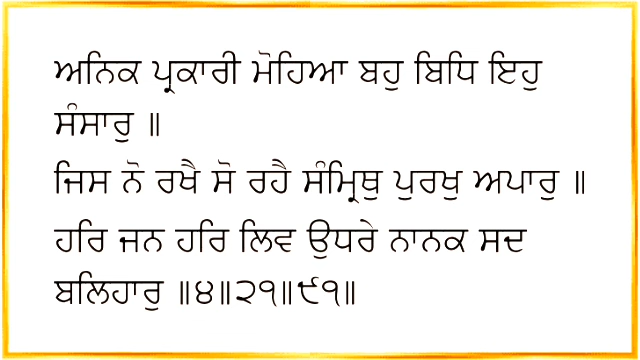 ਅਨਿਕ ਪ੍ਰਕਾਰੀ ਮੋਹਿਆ ਬਹੁ ਬਿਧਿ ਇਹੁ
ਸੰਸਾਰੁ ॥
ਜਿਸ ਨੋ ਰਖੈ ਸੋ ਰਹੈ ਸੰਮ੍ਰਿਥੁ ਪੁਰਖੁ ਅਪਾਰੁ ॥
ਹਰਿ ਜਨ ਹਰਿ ਲਿਵ ਉਧਰੇ ਨਾਨਕ ਸਦ
ਬਲਿਹਾਰੁ ॥੪॥੨੧॥੯੧॥